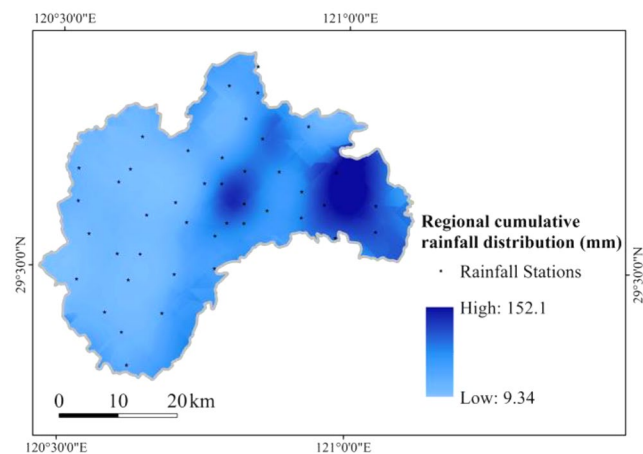 120°30'0"E
121°0'0"E
29°30'0"N
29°30'0"N
Regional cumulative
rainfall distribution (mm)
Rainfall Stations
High: 152.1
Low: 9.34
0 10 20km
120°30'0"E
121°0'0"E